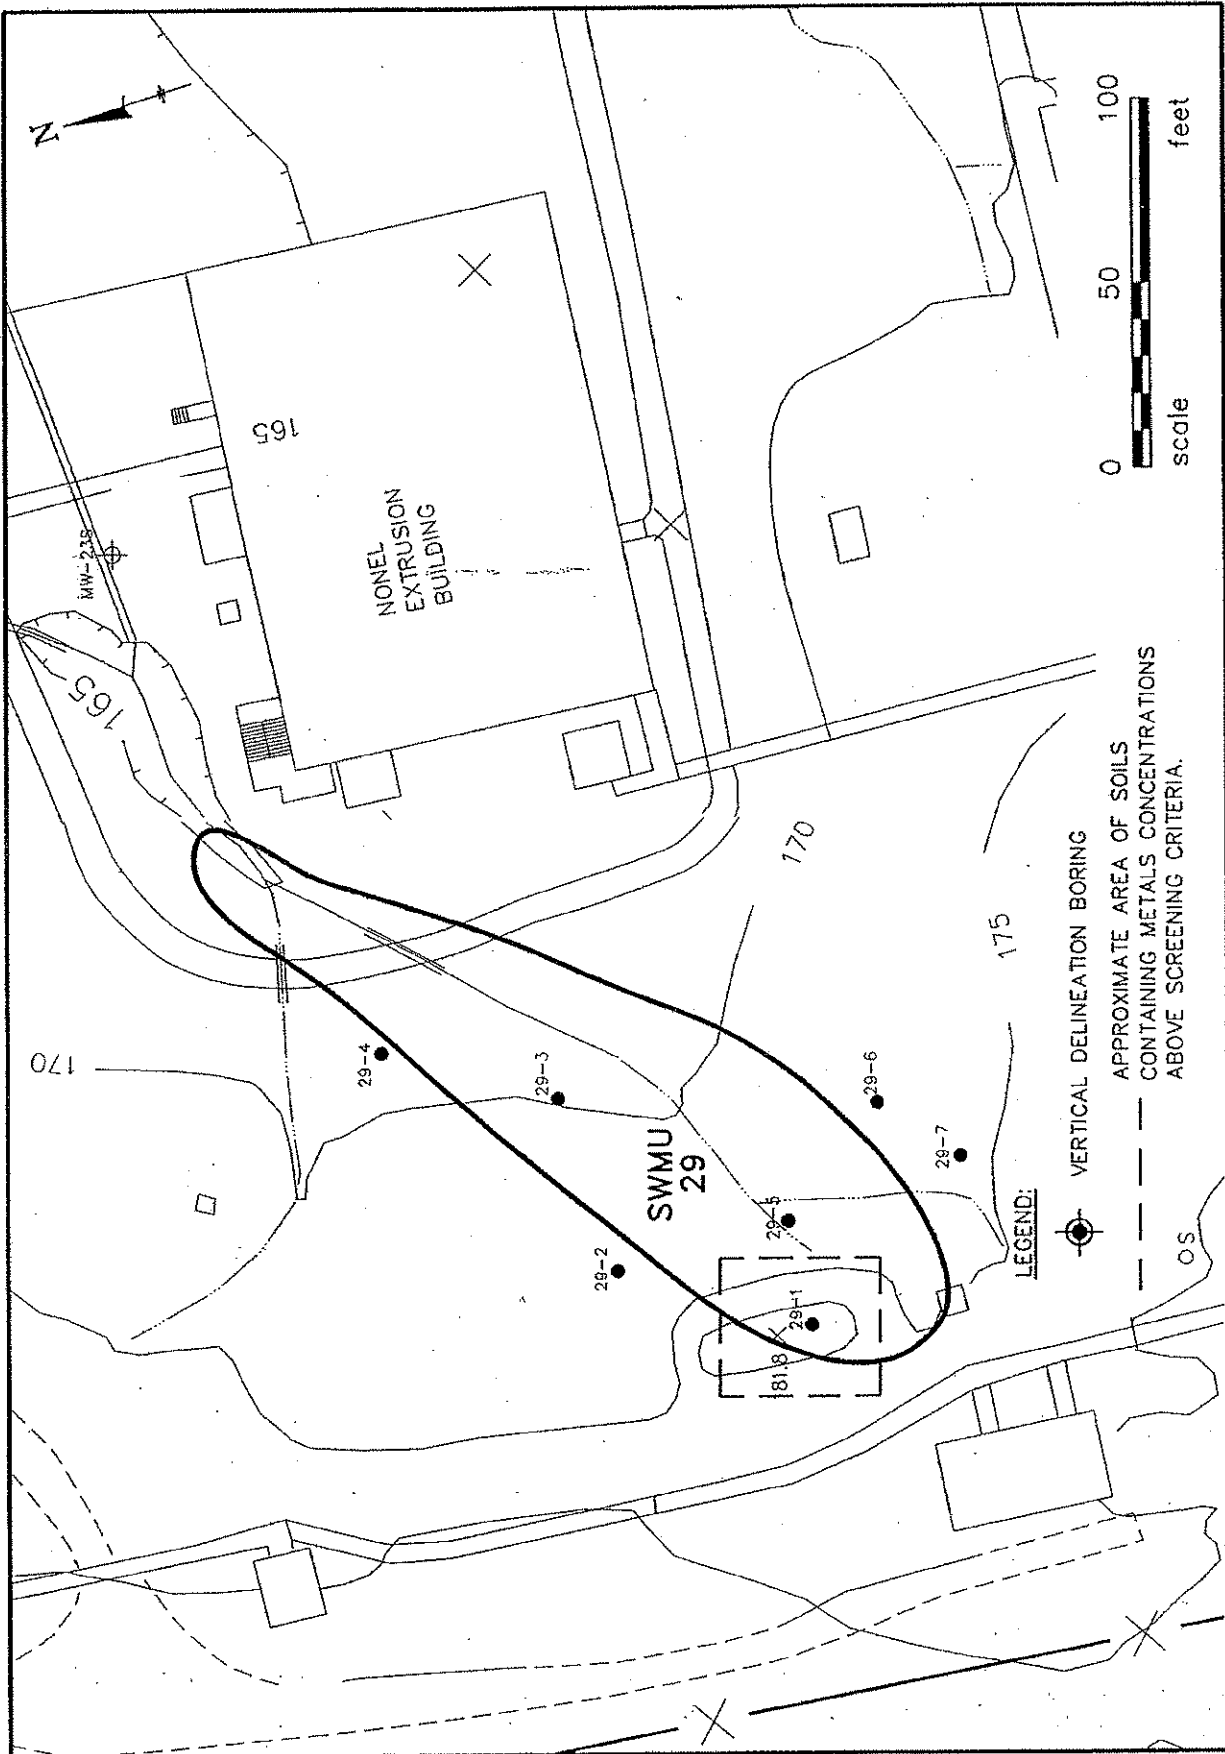 N
MW-23S
165
165
NONEL
EXTRUSION
BUILDING
170
29-4
29-3
170
SWMU
29
29-2
29-5
29-6
29-7
175
29-1
181.8
LEGEND:
VERTICAL DELINEATION BORING
APPROXIMATE AREA OF SOILS
CONTAINING METALS CONCENTRATIONS
ABOVE SCREENING CRITERIA.
OS
0 50 100
scale feet